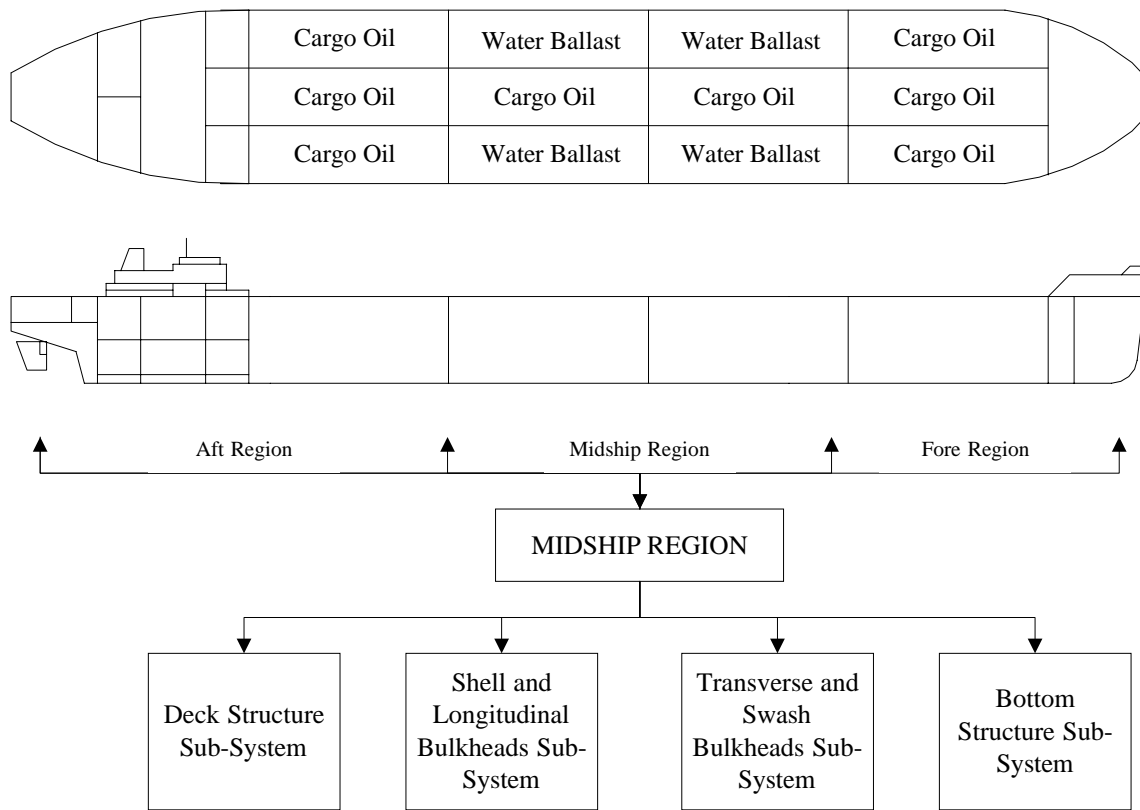 Cargo Oil Water Ballast Water Ballast Cargo Oil
Cargo Oil Cargo Oil Cargo Oil Cargo Oil
Cargo Oil Water Ballast Water Ballast Cargo Oil
Aft Region Midship Region Fore Region
MIDSHIP REGION
Deck Structure
Sub-System
Shell and
Longitudinal
Bulkheads Sub-
System
Transverse and
Swash
Bulkheads Sub-
System
Bottom
Structure Sub-
System